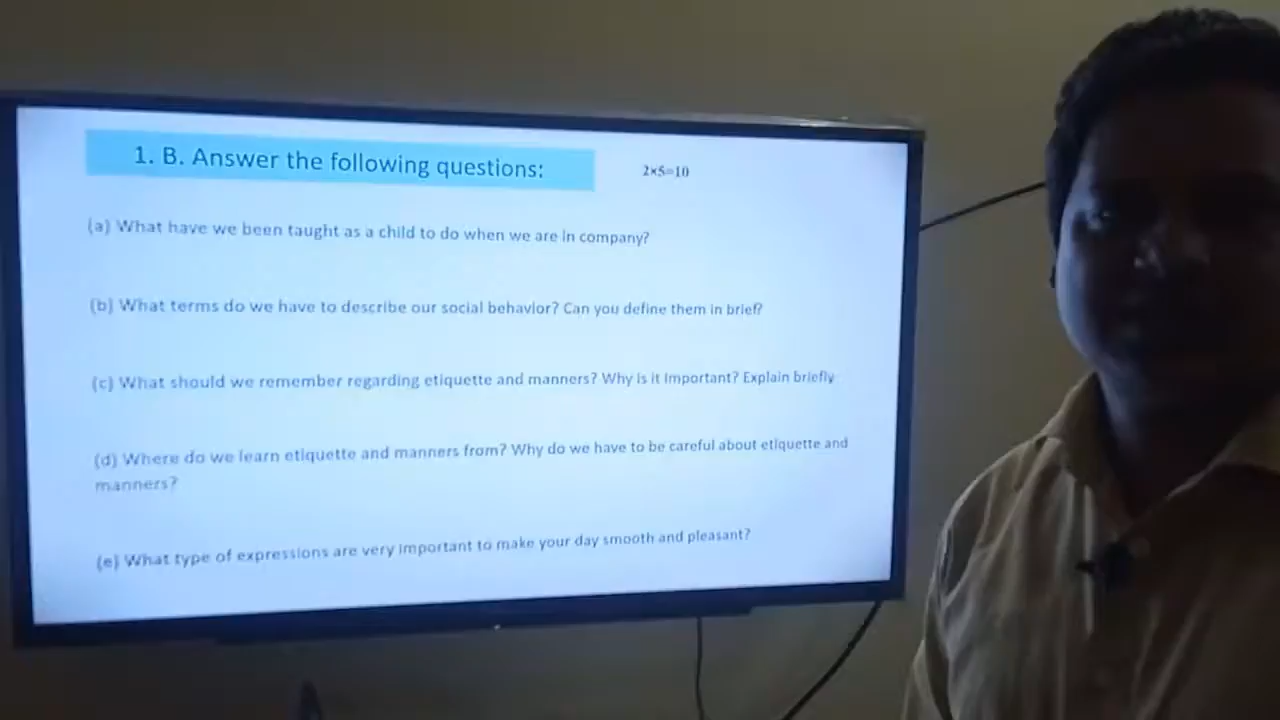 1. B. Answer the following questions:
2×5=10
(a) What have we been taught as a child to do when we are in company?
(b) What terms do we have to describe our social behavior? Can you define them in brief?
(c) What should we remember regarding etiquette and manners? Why is it important? Explain briefly
(d) Where do we learn etiquette and manners from? Why do we have to be careful about etiquette and
manners?
(e) What type of expressions are very important to make your day smooth and pleasant?